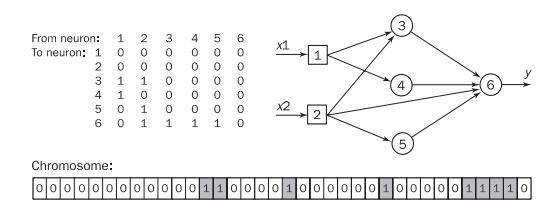 From neuron: 1 2 3 4 5 6
To neuron: 1 0 0 0 0 0 0
2 0 0 0 0 0 0
3 1 1 0 0 0 0
4 1 0 0 0 0 0
5 0 1 0 0 0 0
6 0 1 1 1 1 0
x1
x2
1
2
3
4
5
6
y
Chromosome:
0 0 0 0 0 0 0 0 0 0 0 0 1 1 0 0 0 0 1 0 0 0 0 0 0 1 0 0 0 0 0 1 1 1 1 0